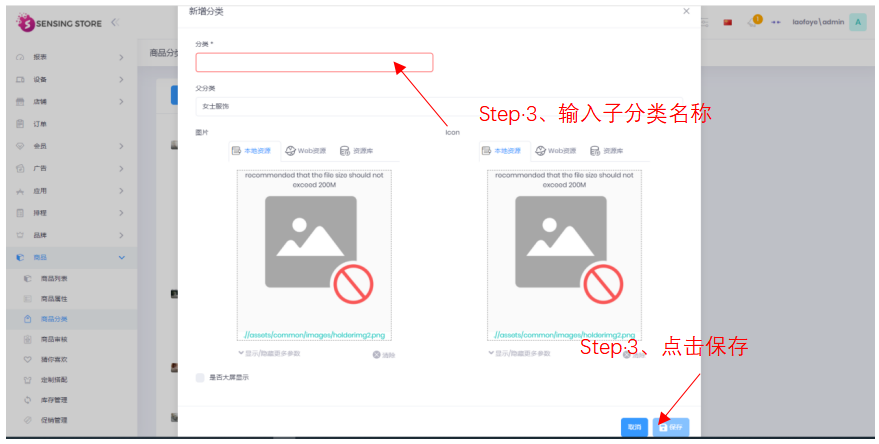 SENSING STORE
新增分类
laofoye\admin
A
1
报表
设备
店铺
订单
会员
广告
应用
排程
品牌
商品
商品列表
商品属性
商品分类
商品审核
猜你喜欢
定制搭配
库存管理
促销管理
商品分类
分类 *
父分类
女士服饰
Step·3、输入子分类名称
图片
Icon
本地资源 Web资源 资源库
本地资源 Web资源 资源库
recommended that the file size should not
exceed 200M
recommended that the file size should not
exceed 200M
//assets/common/images/holderimg2.png
//assets/common/images/holderimg2.png
显示/隐藏更多参数 清除
显示/隐藏更多参数 清除
Step·3、点击保存
是否大屏显示
取消 保存